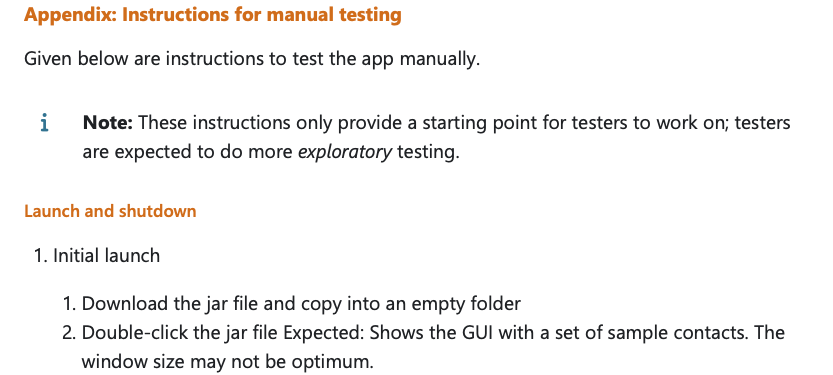 Appendix: Instructions for manual testing
Given below are instructions to test the app manually.
i Note: These instructions only provide a starting point for testers to work on; testers
are expected to do more exploratory testing.
Launch and shutdown
1. Initial launch
1. Download the jar file and copy into an empty folder
2. Double-click the jar file Expected: Shows the GUI with a set of sample contacts. The
window size may not be optimum.